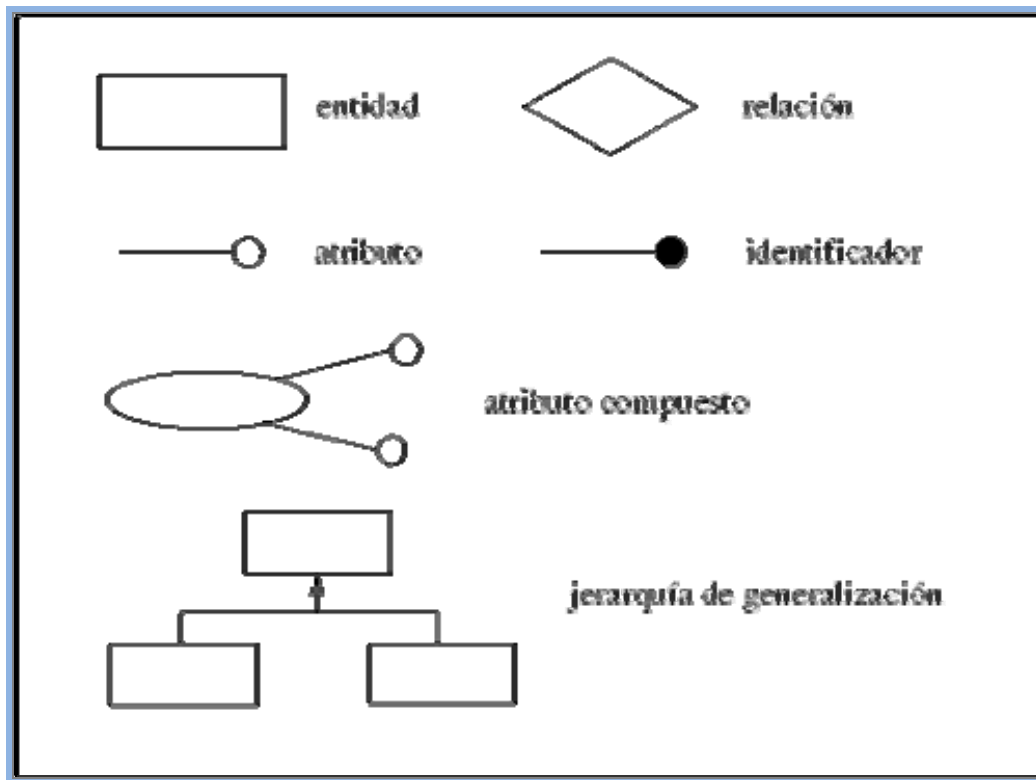 entidad
relación
atributo
identificador
atributo compuesto
jerarquía de generalización